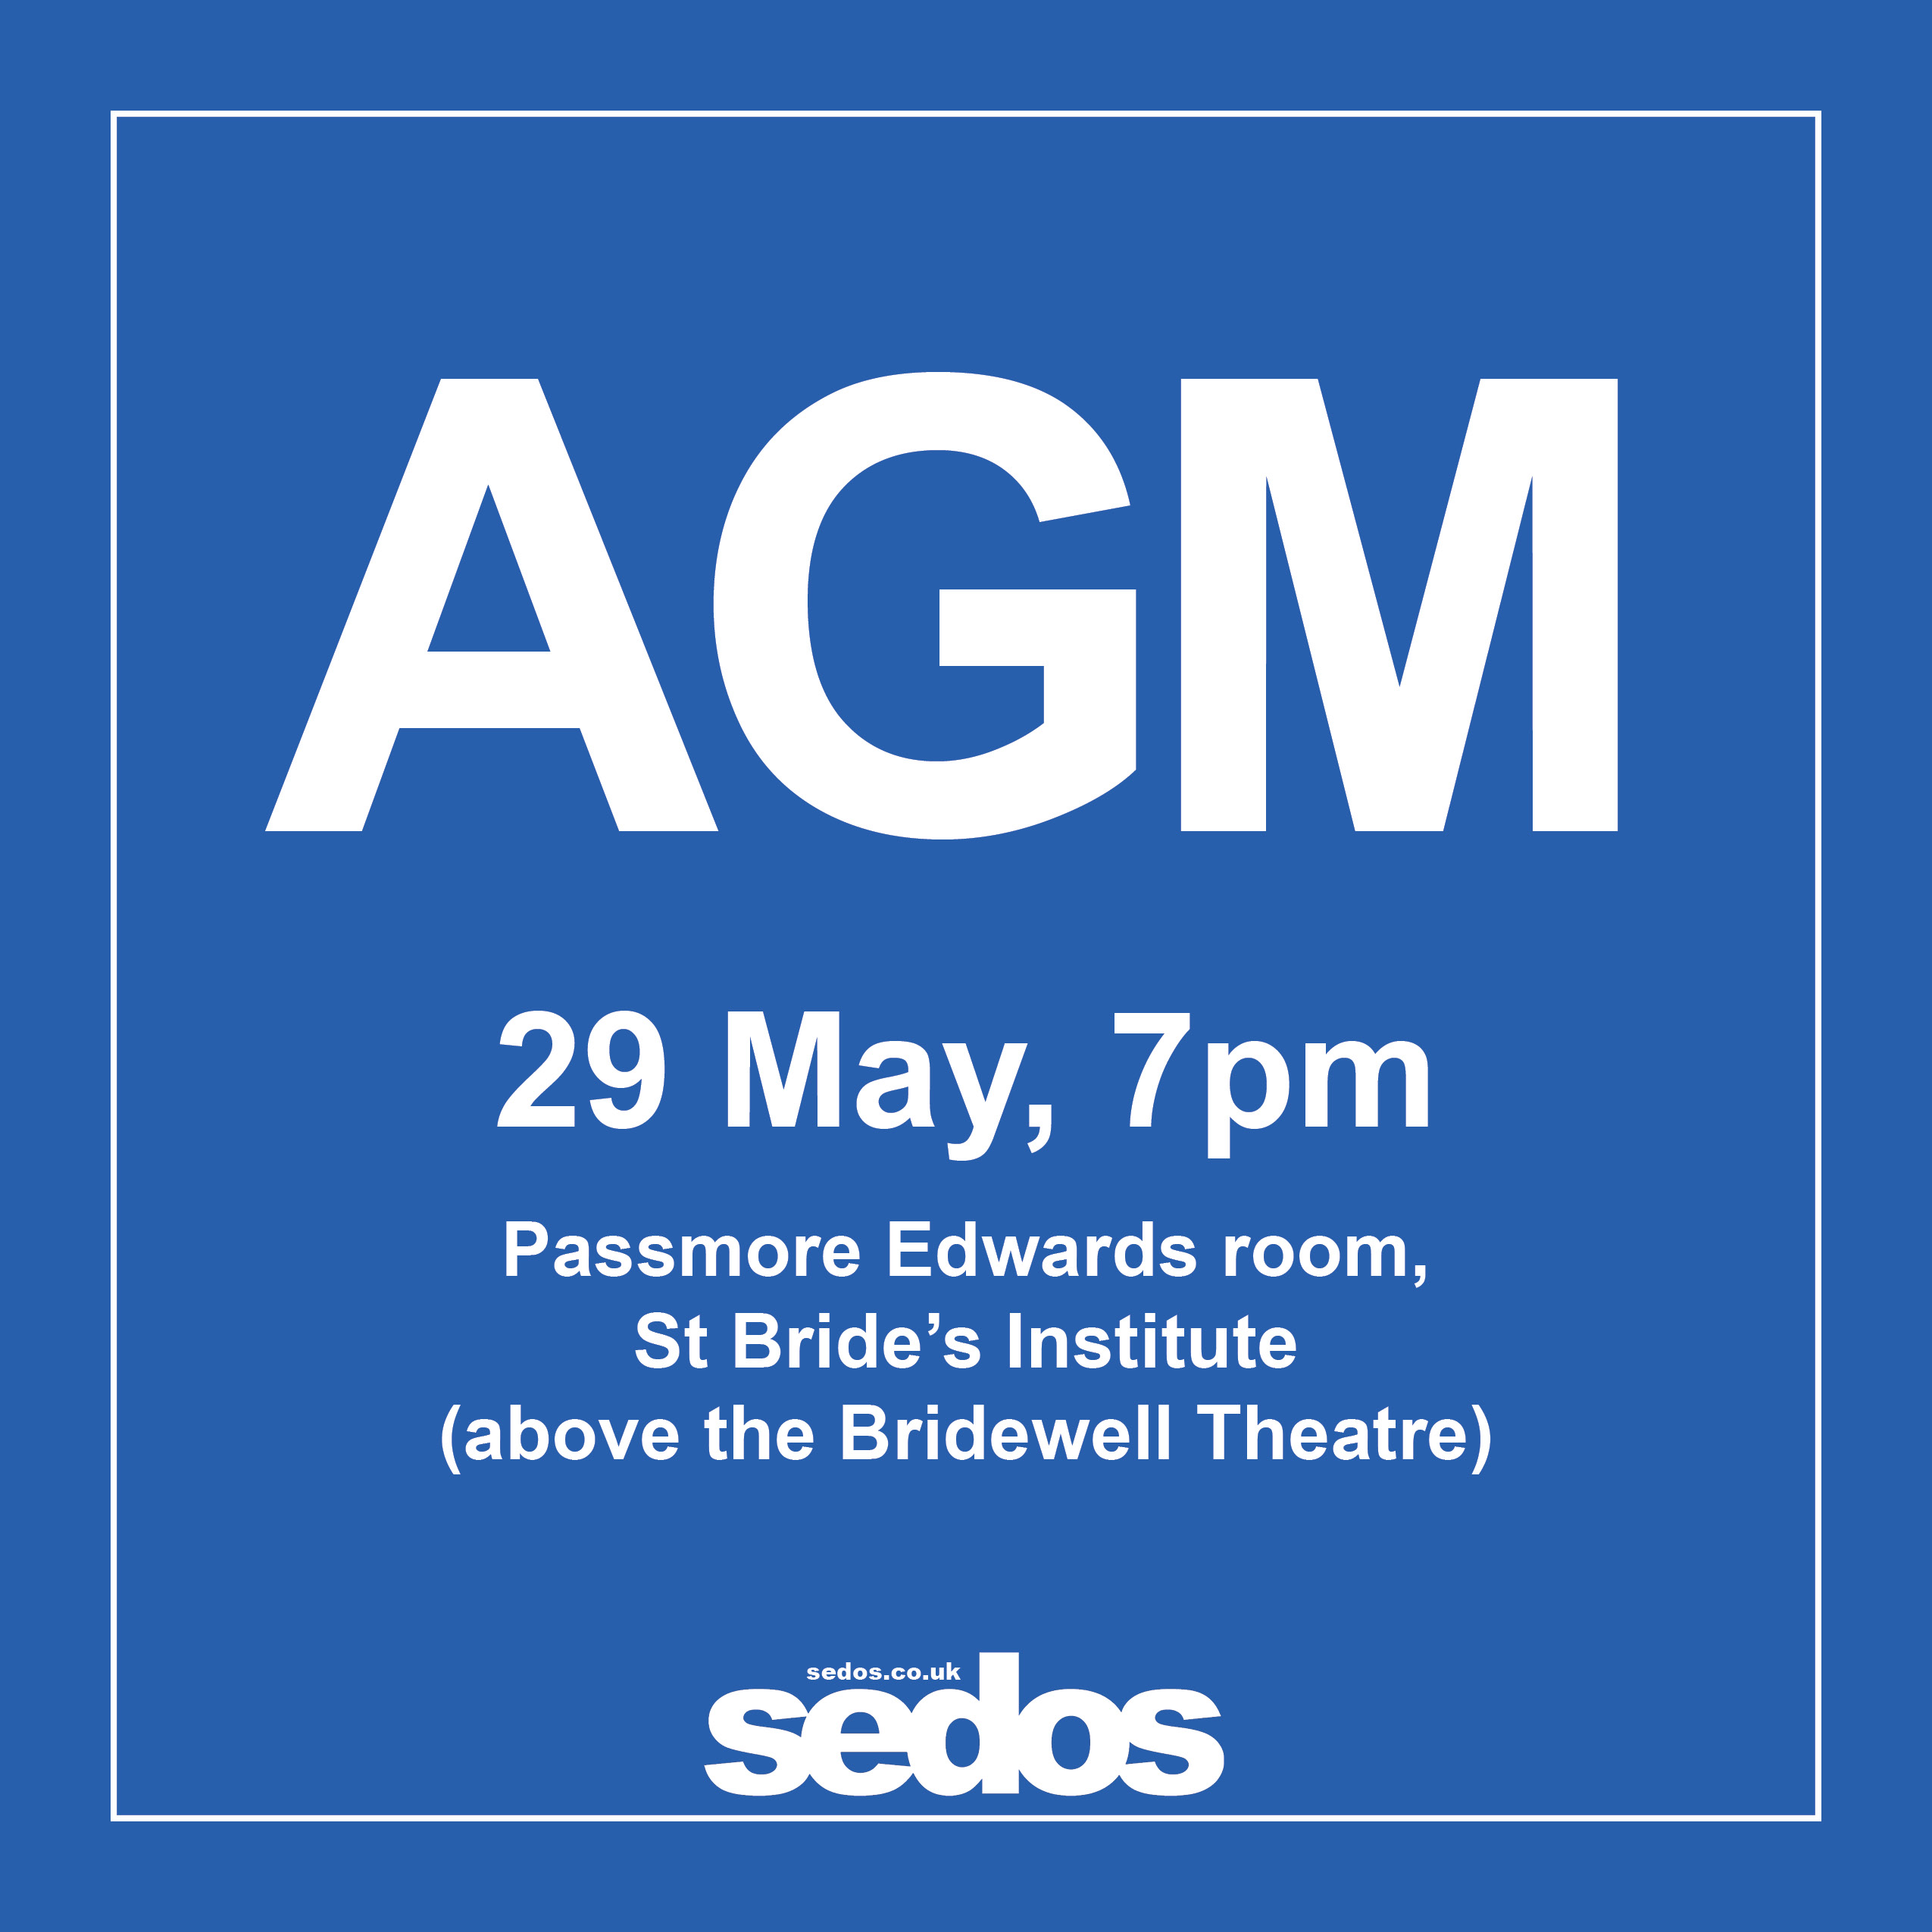 AGM
29 May, 7pm
Passmore Edwards room,
St Bride’s Institute
(above the Bridewell Theatre)
sedos.co.uk
sedos